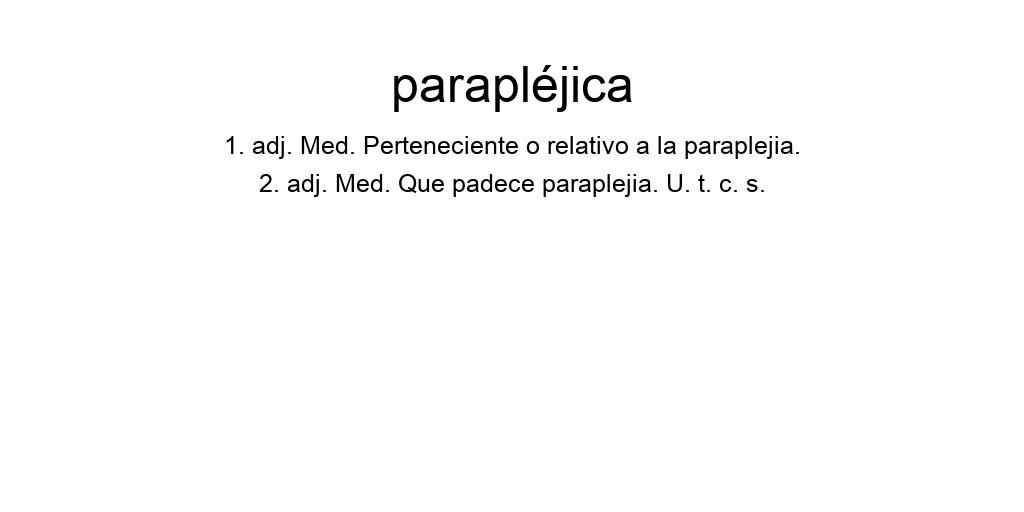 parapléjica
1. adj. Med. Perteneciente o relativo a la paraplejia.
2. adj. Med. Que padece paraplejia. U. t. c. s.